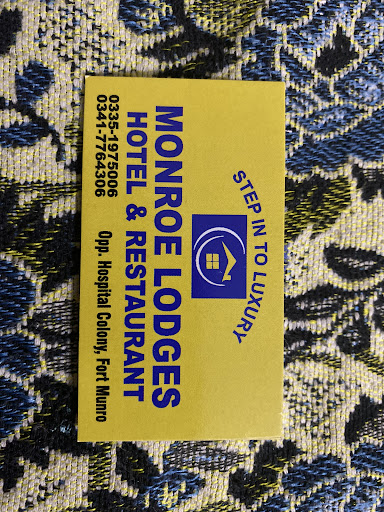 STEP IN TO LUXURY
MONROE LODGES
HOTEL & RESTAURANT
0335-1975006
0341-7764306
Opp. Hospital Colony, Fort Munro